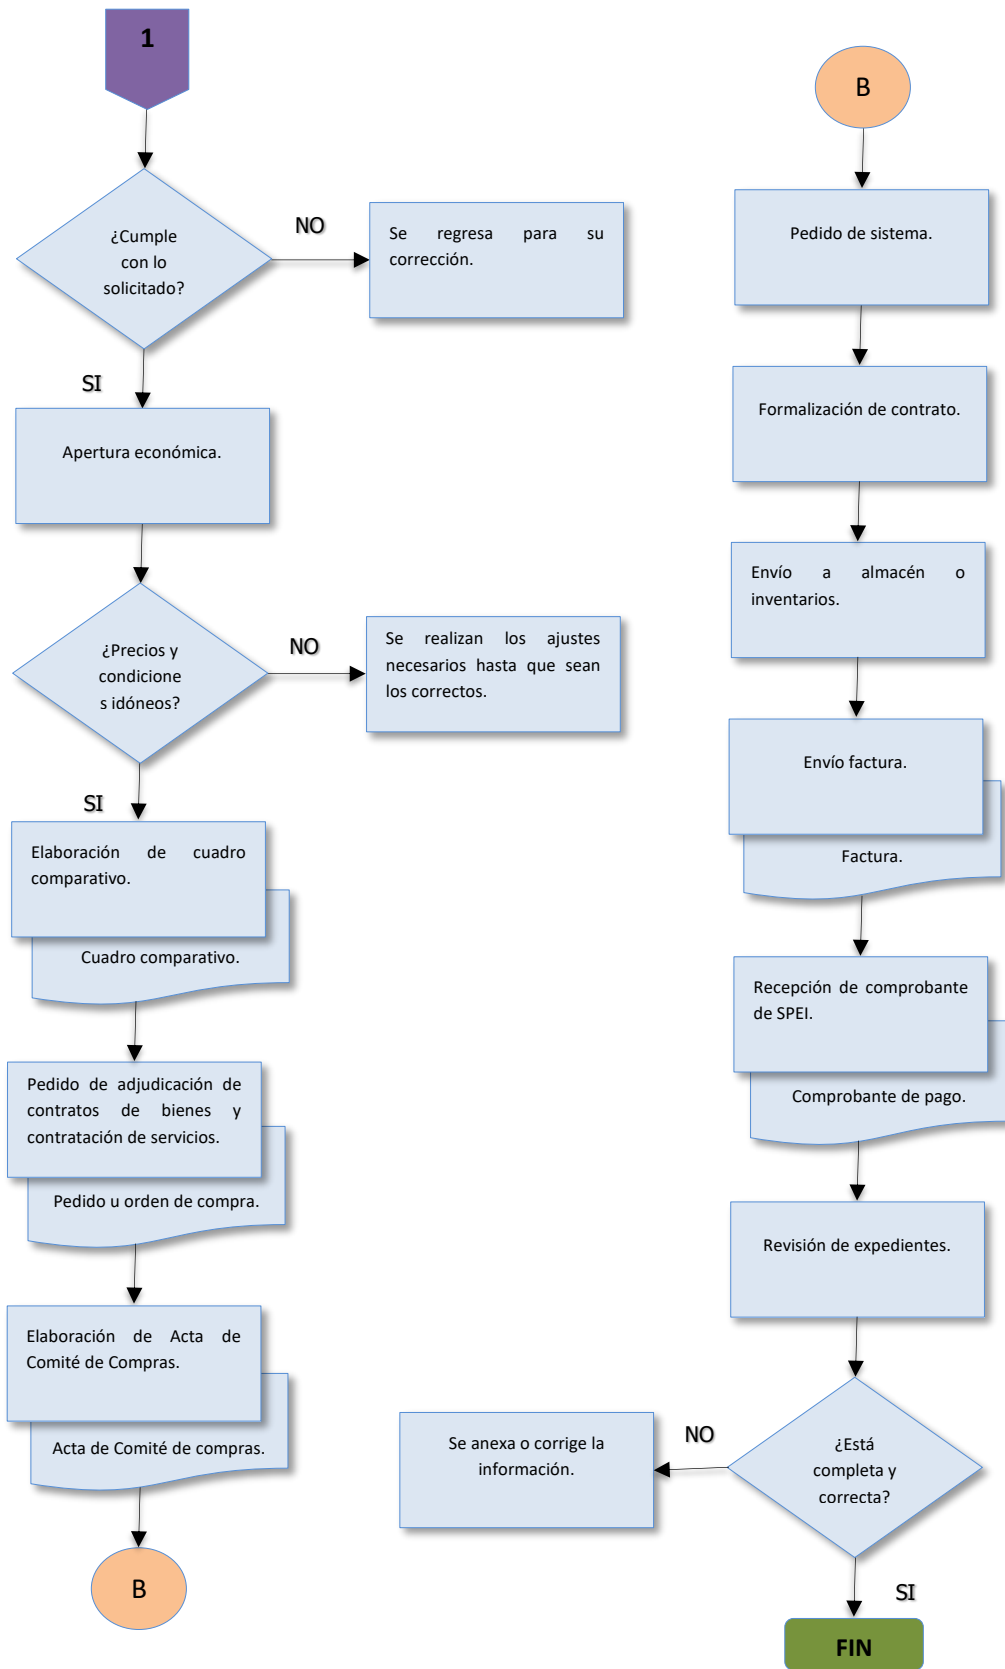 1
¿Cumple
con lo
solicitado?
NO
Se regresa para su
corrección.
SI
Apertura económica.
¿Precios y
condicione
s idóneos?
NO
Se realizan los ajustes
necesarios hasta que sean
los correctos.
SI
Elaboración de cuadro
comparativo.
Cuadro comparativo.
Pedido de adjudicación de
contratos de bienes y
contratación de servicios.
Pedido u orden de compra.
Elaboración de Acta de
Comité de Compras.
Acta de Comité de compras.
B
B
Pedido de sistema.
Formalización de contrato.
Envío a almacén o
inventarios.
Envío factura.
Factura.
Recepción de comprobante
de SPEI.
Comprobante de pago.
Revisión de expedientes.
¿Está
completa y
correcta?
NO
Se anexa o corrige la
información.
SI
FIN